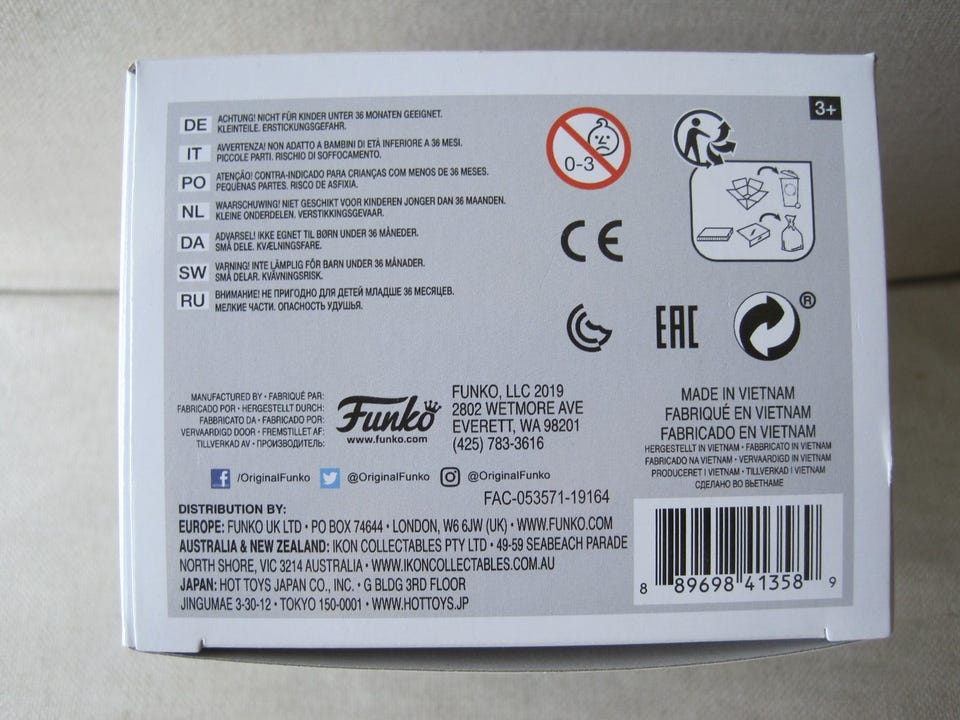 3+
DE ACHTUNG! NICHT FÜR KINDER UNTER 36 MONATEN GEEIGNET.
KLEINTEILE. ERSTICKUNGSGEFAHR.
IT AVVERTENZA! NON ADATTO A BAMBINI DI ETÀ INFERIORE A 36 MESI.
PICCOLE PARTI. RISCHIO DI SOFFOCAMENTO.
PO ATENÇÃO! CONTRA-INDICADO PARA CRIANÇAS COM MENOS DE 36 MESES.
PEQUENAS PARTES. RISCO DE ASFIXIA.
NL WAARSCHUWING! NIET GESCHIKT VOOR KINDEREN JONGER DAN 36 MAANDEN.
KLEINE ONDERDELEN. VERSTIKKINGSGEVAAR.
DA ADVARSEL! IKKE EGNET TIL BØRN UNDER 36 MÅNEDER.
SMÅ DELE. KVÆLNINGSFARE.
SW VARNING! INTE LÄMPLIG FÖR BARN UNDER 36 MÅNADER.
SMÅ DELAR. KVÄVNINGSRISK.
RU ВНИМАНИЕ! НЕ ПРИГОДНО ДЛЯ ДЕТЕЙ МЛАДШЕ 36 МЕСЯЦЕВ.
МЕЛКИЕ ЧАСТИ. ОПАСНОСТЬ УДУШЬЯ.
0-3
CE
EAC
®
MANUFACTURED BY • FABRIQUÉ PAR:
FABRICADO POR • HERGESTELLT DURCH:
FABBRICATO DA • FABRICADO POR:
VERVAARDIGD DOOR • FREMSTILLET AF:
TILLVERKAD AV • ПРОИЗВОДИТЕЛЬ:
Funko
www.funko.com
FUNKO, LLC 2019
2802 WETMORE AVE
EVERETT, WA 98201
(425) 783-3616
MADE IN VIETNAM
FABRIQUÉ EN VIETNAM
FABRICADO EN VIETNAM
HERGESTELLT IN VIETNAM • FABBRICATO IN VIETNAM
FABRICADO NA VIETNAM • VERVAARDIGD IN VIETNAM
PRODUCERET I VIETNAM • TILLVERKAD I VIETNAM
СДЕЛАНО ВО ВЬЕТНАМЕ
/OriginalFunko @OriginalFunko @OriginalFunko
FAC-053571-19164
DISTRIBUTION BY:
EUROPE: FUNKO UK LTD • PO BOX 74644 • LONDON, W6 6JW (UK) • WWW.FUNKO.COM
AUSTRALIA & NEW ZEALAND: IKON COLLECTABLES PTY LTD • 49-59 SEABEACH PARADE
NORTH SHORE, VIC 3214 AUSTRALIA • WWW.IKONCOLLECTABLES.COM.AU
JAPAN: HOT TOYS JAPAN CO., INC. • G BLDG 3RD FLOOR
JINGUMAE 3-30-12 • TOKYO 150-0001 • WWW.HOTTOYS.JP
8 89698 41358 9